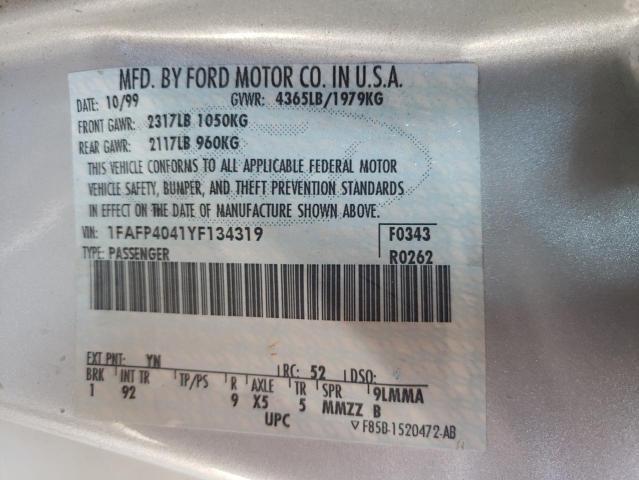 MFD. BY FORD MOTOR CO. IN U.S.A.
DATE: 10/99 GVWR: 4365LB/1979KG
FRONT GAWR: 2317LB 1050KG
REAR GAWR: 2117LB 960KG
THIS VEHICLE CONFORMS TO ALL APPLICABLE FEDERAL MOTOR
VEHICLE SAFETY, BUMPER, AND THEFT PREVENTION STANDARDS
IN EFFECT ON THE DATE OF MANUFACTURE SHOWN ABOVE.
VIN: 1FAFP4041YF134319 F0343
TYPE: PASSENGER R0262
EXT PNT: YN RC: 52 DSO:
BRK INT TR TP/PS R AXLE TR SPR 9LMMA
1 92 9 X5 5 MMZZ B
UPC F85B-1520472-AB